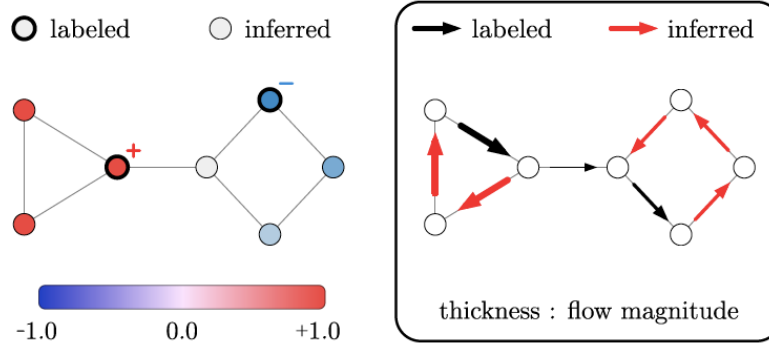 labeled inferred
+
−
-1.0 0.0 +1.0
labeled inferred
thickness : flow magnitude